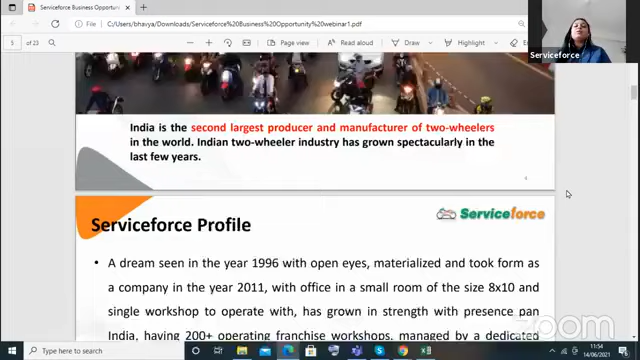 Serviceforce Business Opportun
C:/Users/bhavya/Downloads/Serviceforce%20Business%20Opportunity%20webinar1.pdf
5 of 23
Page view
Read aloud
Highlight
Serviceforce
India is the second largest producer and manufacturer of two-wheelers
in the world. Indian two-wheeler industry has grown spectacularly in the
last few years.
4
Serviceforce Profile
Serviceforce
• A dream seen in the year 1996 with open eyes, materialized and took form as
a company in the year 2011, with office in a small room of the size 8x10 and
single workshop to operate with, has grown in strength with presence pan
India, having 200+ operating franchise workshops, managed by a dedicated
zoom
Type here to search
11:54
14/06/2021